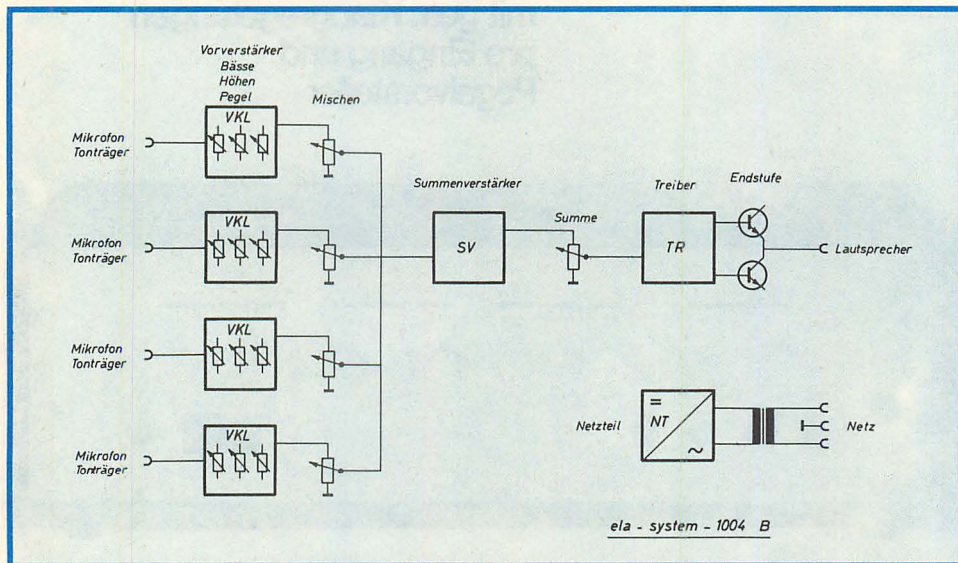 Vorverstärker
Bässe
Höhen
Pegel
Mischen
Mikrofon
Tonträger
VKL
Mikrofon
Tonträger
VKL
Mikrofon
Tonträger
VKL
Mikrofon
Tonträger
VKL
Summenverstärker
SV
Summe
Treiber
TR
Endstufe
Lautsprecher
Netzteil
=
NT
~
Netz
ela - system - 1004 B